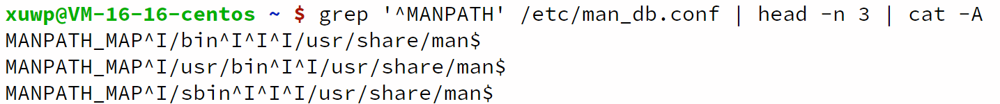 xuwp@VM-16-16-centos ~ $ grep '^MANPATH' /etc/man_db.conf | head -n 3 | cat -A
MANPATH_MAP^I/bin^I^I^I/usr/share/man$
MANPATH_MAP^I/usr/bin^I^I/usr/share/man$
MANPATH_MAP^I/sbin^I^I^I/usr/share/man$